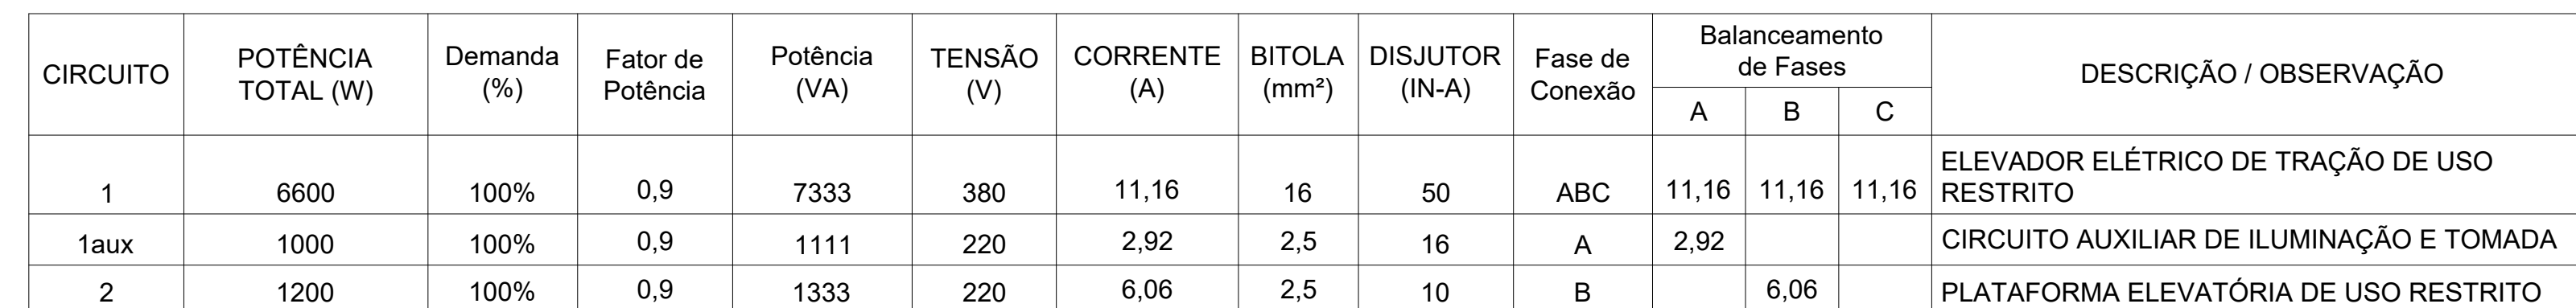 CIRCUITO POTÊNCIA TOTAL (W) Demanda (%) Fator de Potência Potência (VA) TENSÃO (V) CORRENTE (A) BITOLA (mm²) DISJUTOR (IN-A) Fase de Conexão Balanceamento de Fases A B C DESCRIÇÃO / OBSERVAÇÃO
1 6600 100% 0,9 7333 380 11,16 16 50 ABC 11,16 11,16 11,16 ELEVADOR ELÉTRICO DE TRAÇÃO DE USO RESTRITO
1aux 1000 100% 0,9 1111 220 2,92 2,5 16 A 2,92 CIRCUITO AUXILIAR DE ILUMINAÇÃO E TOMADA
2 1200 100% 0,9 1333 220 6,06 2,5 10 B 6,06 PLATAFORMA ELEVATÓRIA DE USO RESTRITO